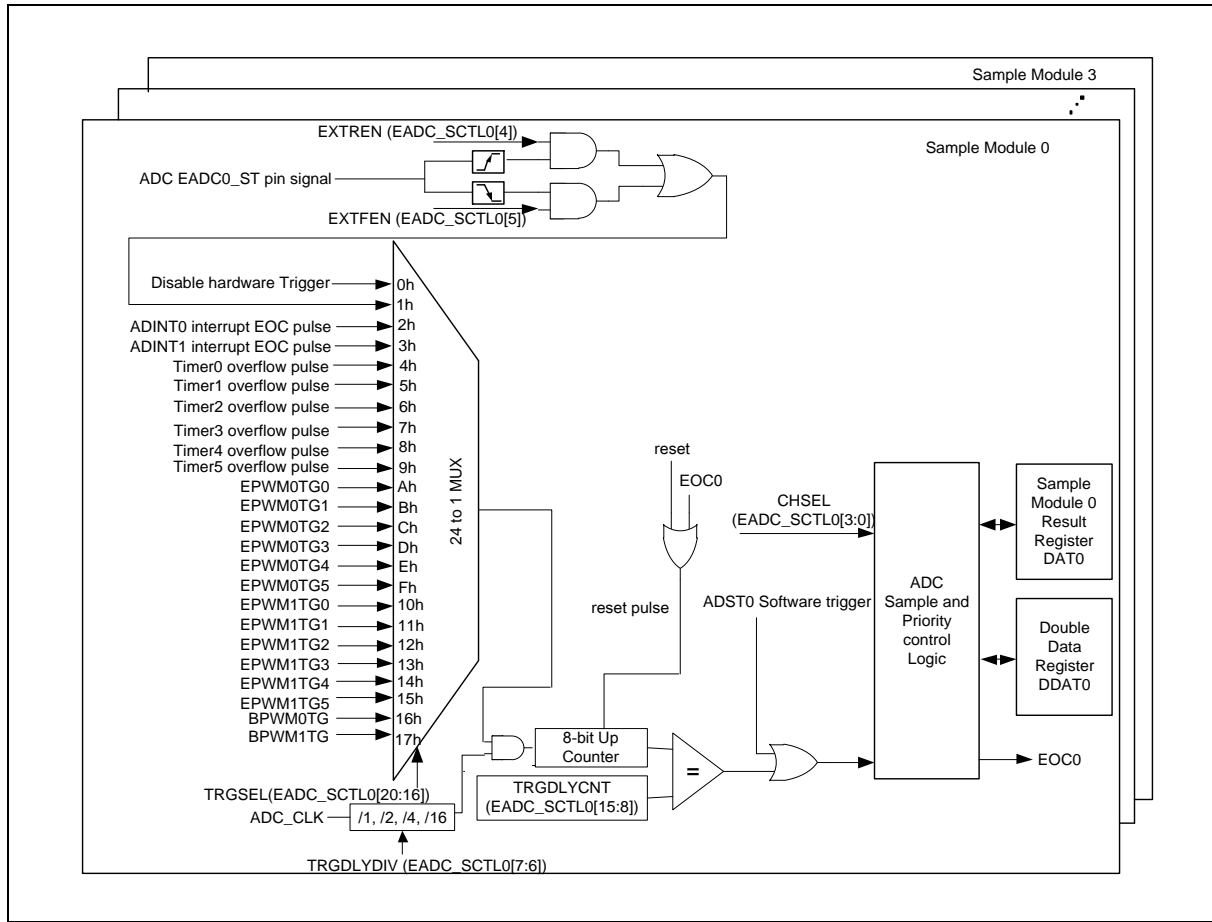 Sample Module 3
Sample Module 0
EXTREN (EADC_SCTL0[4])
ADC EADC0_ST pin signal
EXTFEN (EADC_SCTL0[5])
Disable hardware Trigger
ADINT0 interrupt EOC pulse
ADINT1 interrupt EOC pulse
Timer0 overflow pulse
Timer1 overflow pulse
Timer2 overflow pulse
Timer3 overflow pulse
Timer4 overflow pulse
Timer5 overflow pulse
EPWM0TG0
EPWM0TG1
EPWM0TG2
EPWM0TG3
EPWM0TG4
EPWM0TG5
EPWM1TG0
EPWM1TG1
EPWM1TG2
EPWM1TG3
EPWM1TG4
EPWM1TG5
BPWM0TG
BPWM1TG
0h
1h
2h
3h
4h
5h
6h
7h
8h
9h
Ah
Bh
Ch
Dh
Eh
Fh
10h
11h
12h
13h
14h
15h
16h
17h
24 to 1 MUX
TRGSEL(EADC_SCTL0[20:16])
ADC_CLK
/1, /2, /4, /16
TRGDLYDIV (EADC_SCTL0[7:6])
reset
EOC0
reset pulse
8-bit Up
Counter
TRGDLYCNT
(EADC_SCTL0[15:8])
=
CHSEL
(EADC_SCTL0[3:0])
ADST0 Software trigger
ADC
Sample and
Priority
control
Logic
Sample
Module 0
Result
Register
DAT0
Double
Data
Register
DDAT0
EOC0